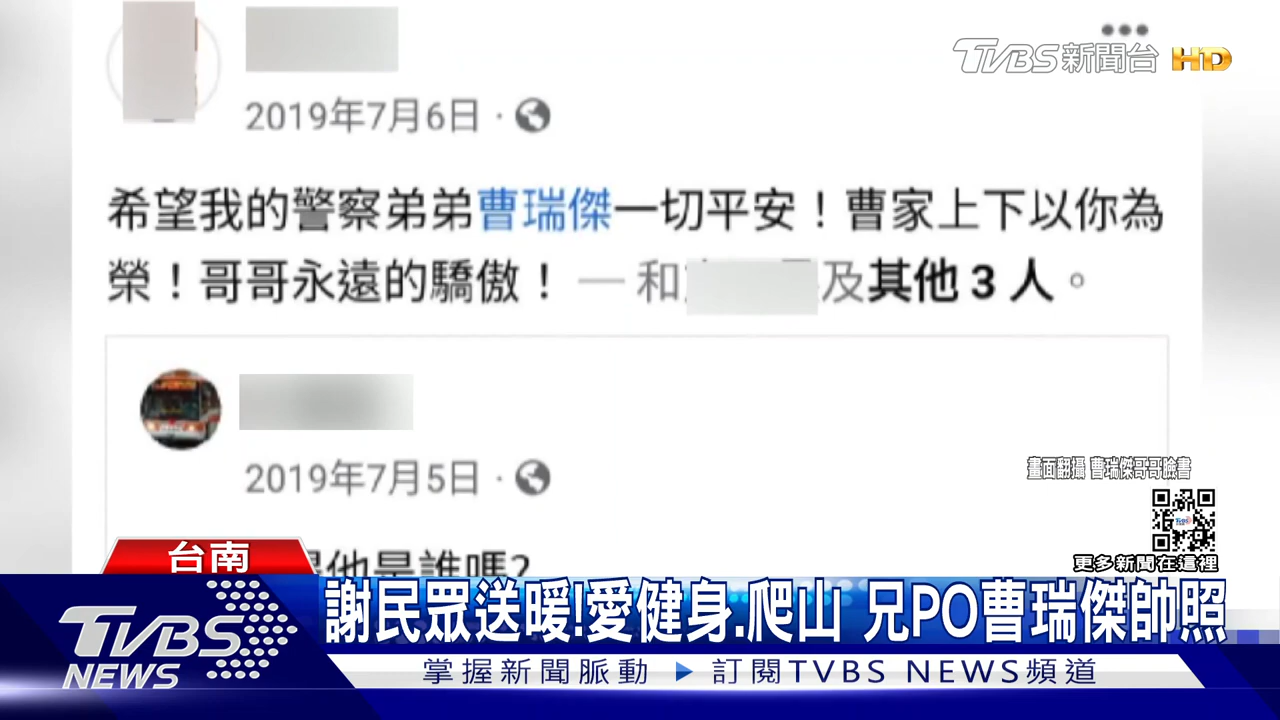 TVBS新聞台 HD
2019年7月6日
希望我的警察弟弟曹瑞傑一切平安！曹家上下以你為
榮！哥哥永遠的驕傲！ — 和 及其他 3 人。
2019年7月5日
他是誰嗎?
畫面翻攝 曹瑞傑哥哥臉書
更多新聞在這裡
台南
謝民眾送暖!愛健身.爬山 兄PO曹瑞傑帥照
TVBS NEWS
掌握新聞脈動 ▶ 訂閱TVBS NEWS頻道